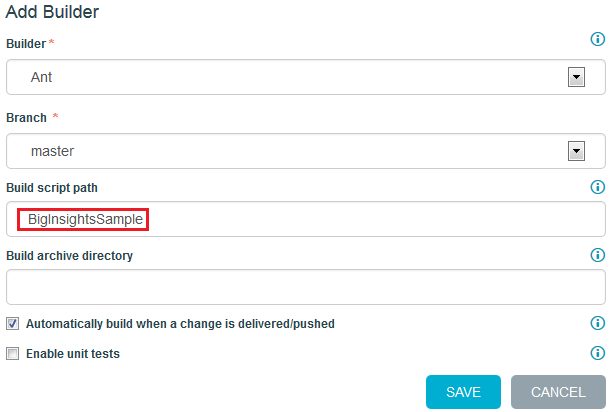 Add Builder
Builder *
Ant
Branch *
master
Build script path
BigInsightsSample
Build archive directory
Automatically build when a change is delivered/pushed
Enable unit tests
SAVE CANCEL